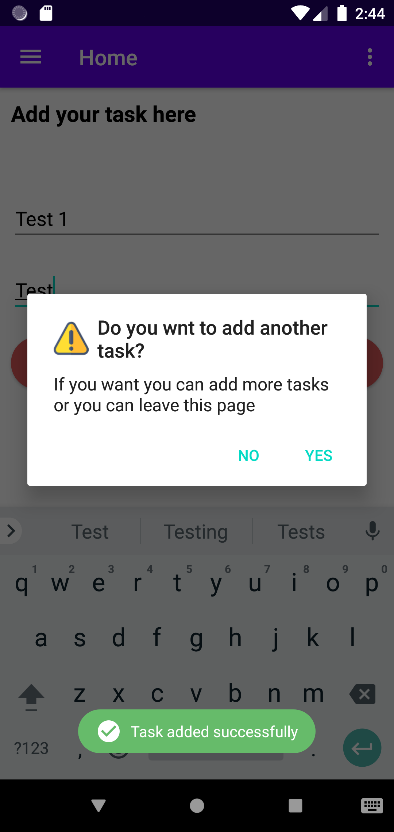 2:44
Home
Add your task here
Test 1
Test
Do you wnt to add another
task?
If you want you can add more tasks
or you can leave this page
NO YES
Test Testing Tests
1 2 3 4 5 6 7 8 9 0
q w e r t y u i o p
a s d f g h j k l
z x c v b n m
?123 , .
Task added successfully